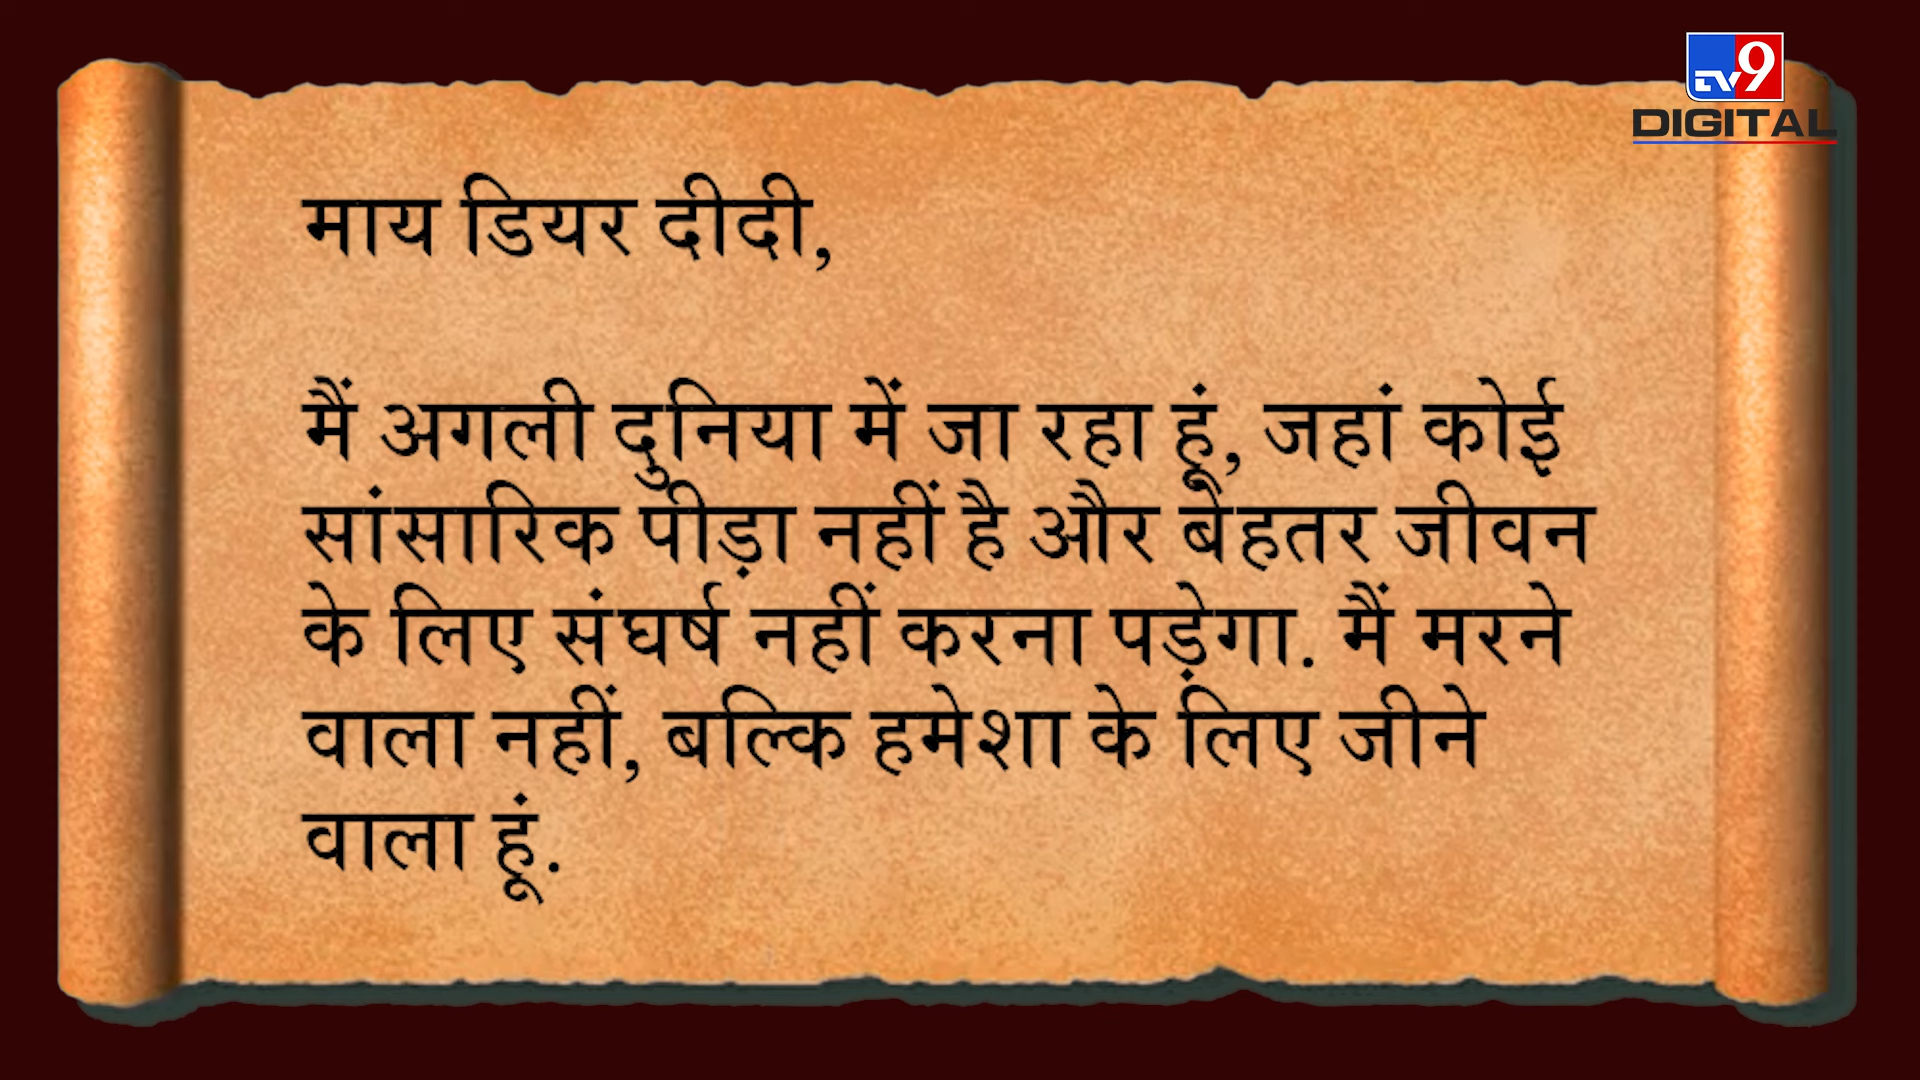 TV9
DIGITAL
माय डियर दीदी,
मैं अगली दुनिया में जा रहा हूं, जहां कोई
सांसारिक पीड़ा नहीं है और बेहतर जीवन
के लिए संघर्ष नहीं करना पड़ेगा. मैं मरने
वाला नहीं, बल्कि हमेशा के लिए जीने
वाला हूं.